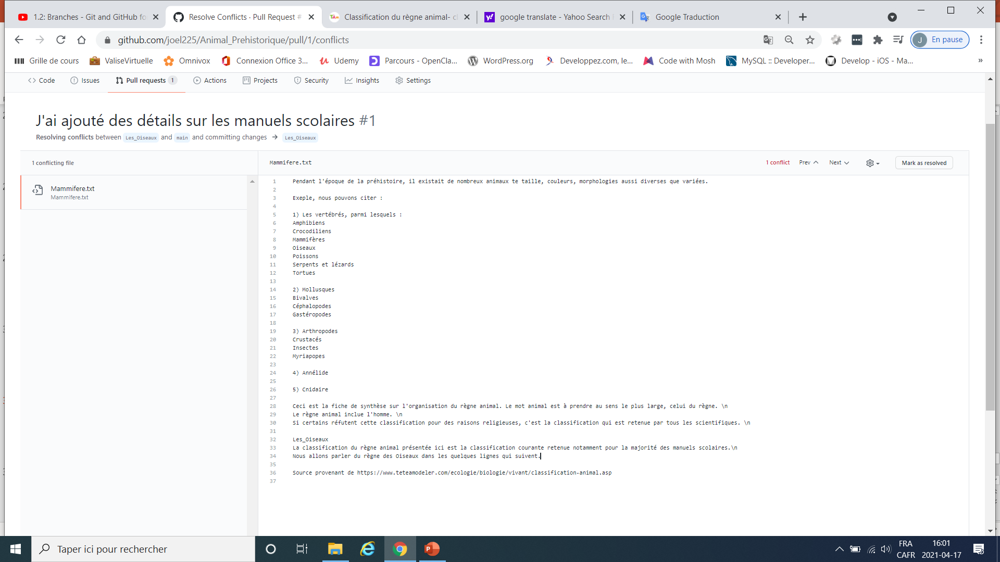 1.2: Branches - Git and GitHub fo
Resolve Conflicts · Pull Request #
Classification du règne animal- cl
google translate - Yahoo Search
Google Traduction
github.com/joel225/Animal_Prehistorique/pull/1/conflicts
J
En pause
Grille de cours
ValiseVirtuelle
Omnivox
Connexion Office 3...
Udemy
Parcours - OpenCla...
WordPress.org
Developpez.com, le...
Code with Mosh
MySQL :: Developer...
Develop - iOS - Ma...
»
Code
Issues
Pull requests 1
Actions
Projects
Security
Insights
Settings
J'ai ajouté des détails sur les manuels scolaires #1
Resolving conflicts between Les_Oiseaux and main and committing changes → Les_Oiseaux
1 conflicting file
Mammifere.txt
Mammifere.txt
Mammifere.txt
1 conflict
Prev
Next
Mark as resolved
1 Pendant l'époque de la préhistoire, il existait de nombreux animaux te taille, couleurs, morphologies aussi diverses que variées.
2
3 Exeple, nous pouvons citer :
4
5 1) Les vertébrés, parmi lesquels :
6 Amphibiens
7 Crocodiliens
8 Mammifères
9 Oiseaux
10 Poissons
11 Serpents et lézards
12 Tortues
13
14 2) Mollusques
15 Bivalves
16 Céphalopodes
17 Gastéropodes
18
19 3) Arthropodes
20 Crustacés
21 Insectes
22 Myriapopes
23
24 4) Annélide
25
26 5) Cnidaire
27
28 Ceci est la fiche de synthèse sur l'organisation du règne animal. Le mot animal est à prendre au sens le plus large, celui du règne. \n
29 Le règne animal inclue l'homme. \n
30 Si certains réfutent cette classification pour des raisons religieuses, c'est la classification qui est retenue par tous les scientifiques. \n
31
32 Les_Oiseaux
33 La classification du règne animal présentée ici est la classification courante retenue notamment pour la majorité des manuels scolaires.\n
34 Nous allons parler du règne des Oiseaux dans les quelques lignes qui suivent.
35
36 Source provenant de https://www.teteamodeler.com/ecologie/biologie/vivant/classification-animal.asp
37
Taper ici pour rechercher
FRA
CAFR
16:01
2021-04-17